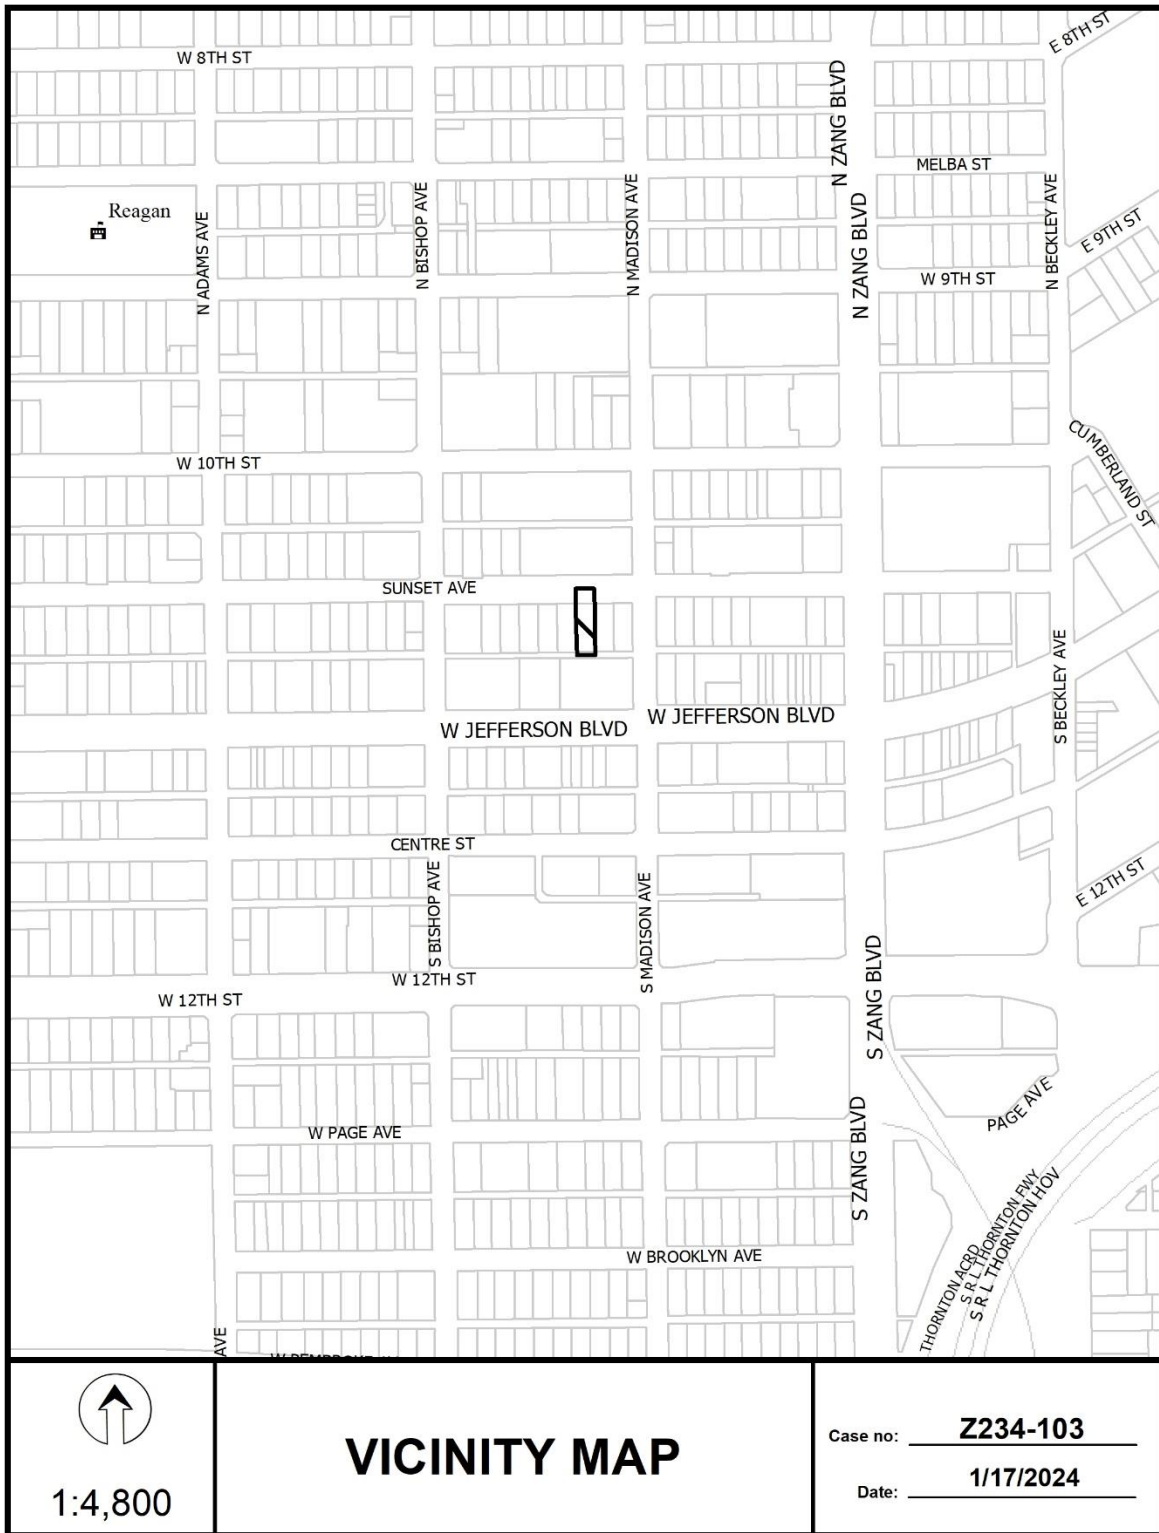 W 8TH ST
E 8TH ST
N ZANG BLVD
MELBA ST
Reagan
N ADAMS AVE
N BISHOP AVE
N MADISON AVE
N ZANG BLVD
N BECKLEY AVE
E 9TH ST
W 9TH ST
CUMBERLAND ST
W 10TH ST
SUNSET AVE
S BECKLEY AVE
W JEFFERSON BLVD
W JEFFERSON BLVD
CENTRE ST
S BISHOP AVE
S MADISON AVE
E 12TH ST
W 12TH ST
W 12TH ST
S ZANG BLVD
PAGE AVE
W PAGE AVE
S ZANG BLVD
S R L THORNTON FWY
S R L THORNTON HOV
THORNTON ACRD
W BROOKLYN AVE
AVE
1:4,800
VICINITY MAP
Case no: Z234-103
Date: 1/17/2024